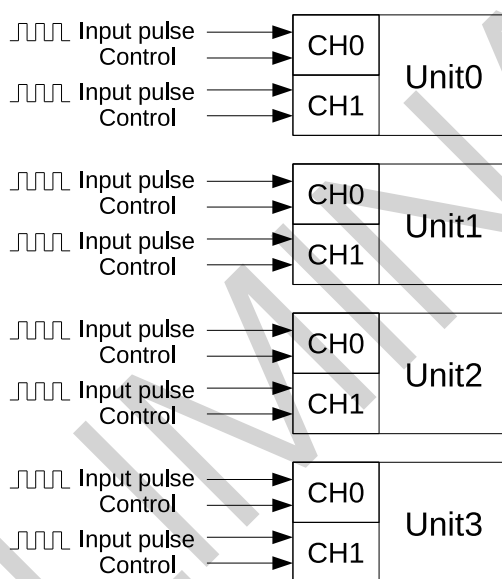 Input pulse
Control
CH0
Input pulse
Control
CH1
Unit0
Input pulse
Control
CH0
Input pulse
Control
CH1
Unit1
Input pulse
Control
CH0
Input pulse
Control
CH1
Unit2
Input pulse
Control
CH0
Input pulse
Control
CH1
Unit3